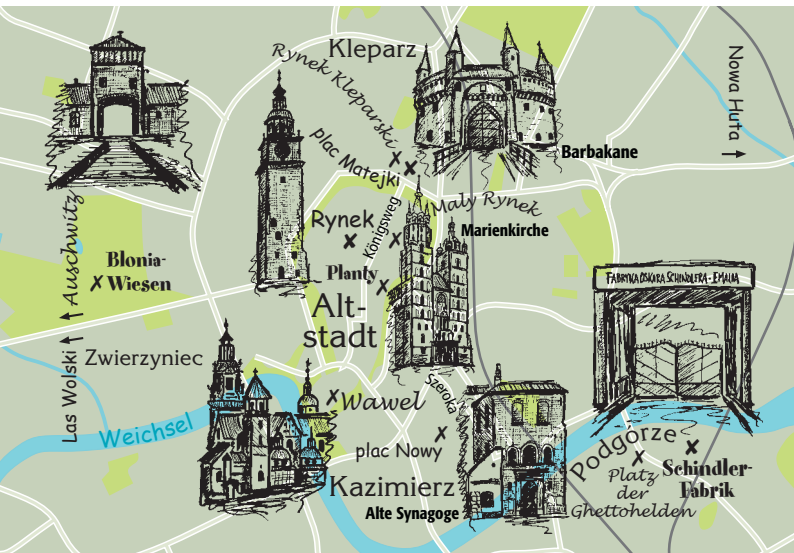 Kleparz
Rynek Kleparski
plac Matejki
Barbakane
Nowa Huta
Rynek
Königsweg
Maly Rynek
Marienkirche
Planty
Alt-
stadt
Auschwitz
Blonia-
Wiesen
Las Wolski
Zwierzyniec
Weichsel
Wawel
Szeroka
plac Nowy
Kazimierz
Alte Synagoge
FABRYKA OSKARA SCHINDLERA - EMALIA
Podgórze
Platz
der
Ghettohelden
Schindler-
Fabrik